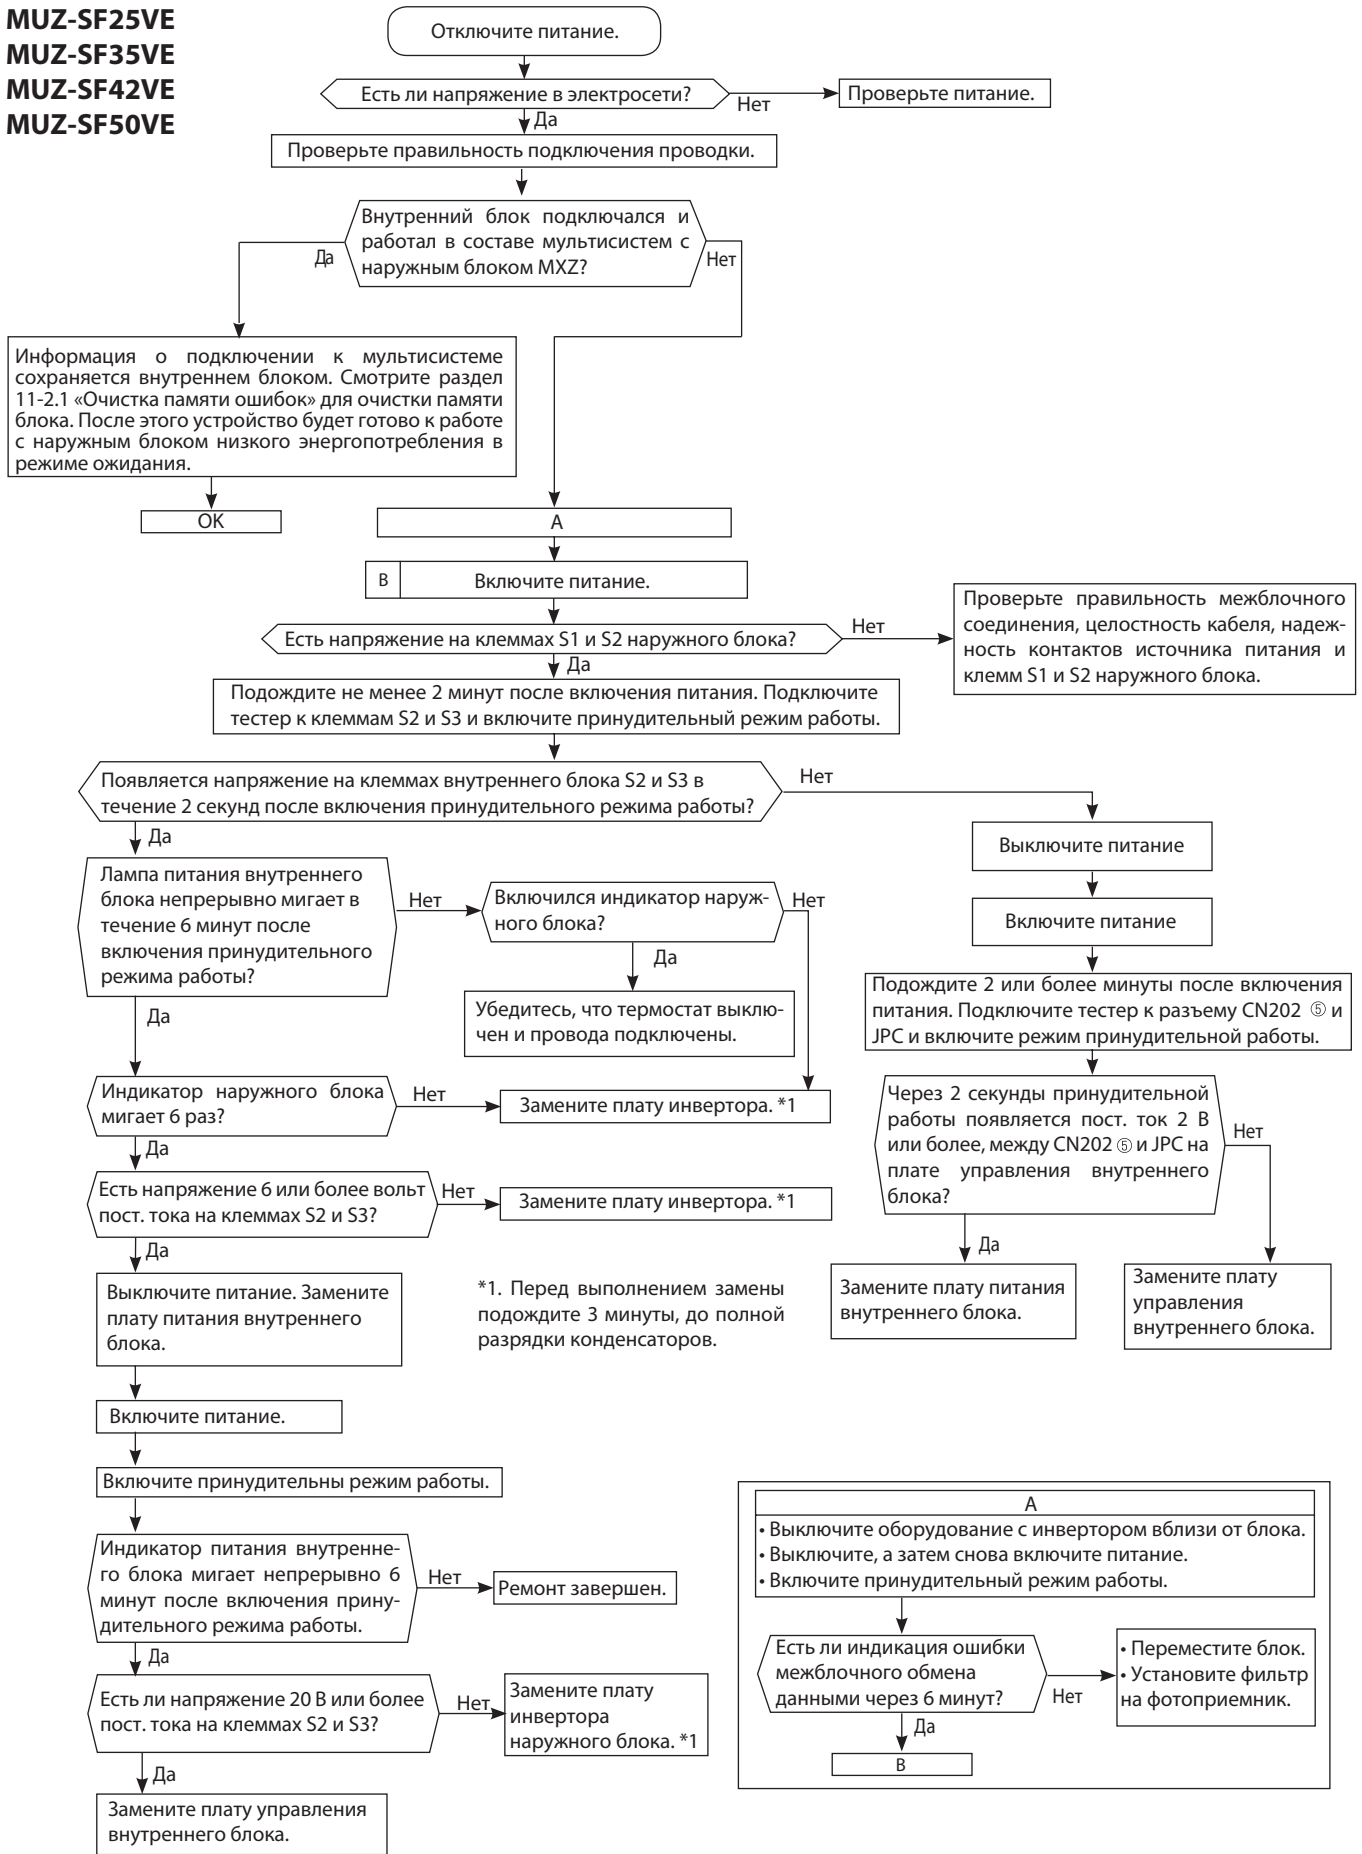 MUZ-SF25VE
MUZ-SF35VE
MUZ-SF42VE
MUZ-SF50VE
Отключите питание.
Есть ли напряжение в электросети?
Нет
Проверьте питание.
Да
Проверьте правильность подключения проводки.
Внутренний блок подключался и
работал в составе мультисистем с
наружным блоком MXZ?
Да
Нет
Информация о подключении к мультисистеме
сохраняется внутреннем блоком. Смотрите раздел
11-2.1 «Очистка памяти ошибок» для очистки памяти
блока. После этого устройство будет готово к работе
с наружным блоком низкого энергопотребления в
режиме ожидания.
OK
A
B
Включите питание.
Есть напряжение на клеммах S1 и S2 наружного блока?
Нет
Проверьте правильность межблочного
соединения, целостность кабеля, надеж-
ность контактов источника питания и
клемм S1 и S2 наружного блока.
Да
Подождите не менее 2 минут после включения питания. Подключите
тестер к клеммам S2 и S3 и включите принудительный режим работы.
Появляется напряжение на клеммах внутреннего блока S2 и S3 в
течение 2 секунд после включения принудительного режима работы?
Нет
Да
Выключите питание
Включите питание
Подождите 2 или более минуты после включения
питания. Подключите тестер к разъему CN202 ⑤ и
JPC и включите режим принудительной работы.
Через 2 секунды принудительной
работы появляется пост. ток 2 В
или более, между CN202 ⑤ и JPC на
плате управления внутреннего
блока?
Нет
Да
Замените плату питания
внутреннего блока.
Замените плату
управления
внутреннего блока.
Лампа питания внутреннего
блока непрерывно мигает в
течение 6 минут после
включения принудительного
режима работы?
Нет
Включился индикатор наруж-
ного блока?
Нет
Да
Убедитесь, что термостат выклю-
чен и провода подключены.
Да
Индикатор наружного блока
мигает 6 раз?
Нет
Замените плату инвертора. *1
Да
Есть напряжение 6 или более вольт
пост. тока на клеммах S2 и S3?
Нет
Замените плату инвертора. *1
Да
Выключите питание. Замените
плату питания внутреннего
блока.
*1. Перед выполнением замены
подождите 3 минуты, до полной
разрядки конденсаторов.
Включите питание.
Включите принудительны режим работы.
Индикатор питания внутренне-
го блока мигает непрерывно 6
минут после включения прину-
дительного режима работы.
Нет
Ремонт завершен.
Да
Есть ли напряжение 20 В или более
пост. тока на клеммах S2 и S3?
Нет
Замените плату
инвертора
наружного блока. *1
Да
Замените плату управления
внутреннего блока.
A
• Выключите оборудование с инвертором вблизи от блока.
• Выключите, а затем снова включите питание.
• Включите принудительный режим работы.
Есть ли индикация ошибки
межблочного обмена
данными через 6 минут?
Нет
• Переместите блок.
• Установите фильтр
на фотоприемник.
Да
B